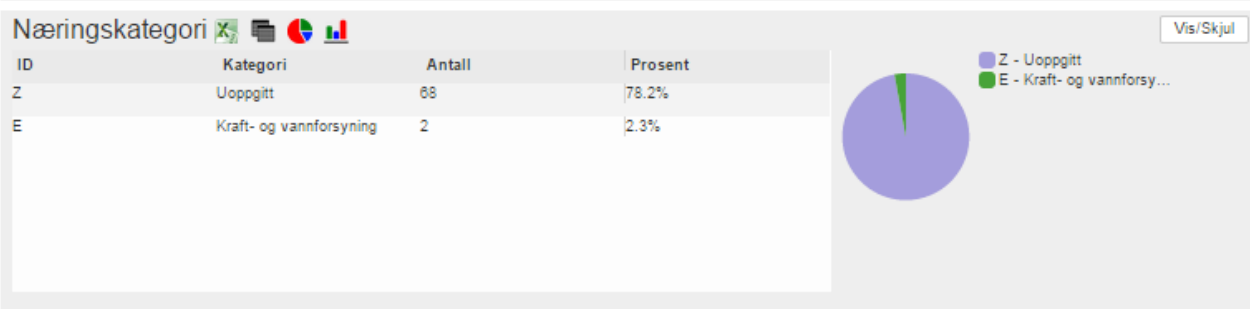 Næringskategori
Vis/Skjul
ID Kategori Antall Prosent
Z Uoppgitt 68 78.2%
E Kraft- og vannforsyning 2 2.3%
Z - Uoppgitt
E - Kraft- og vannforsy...